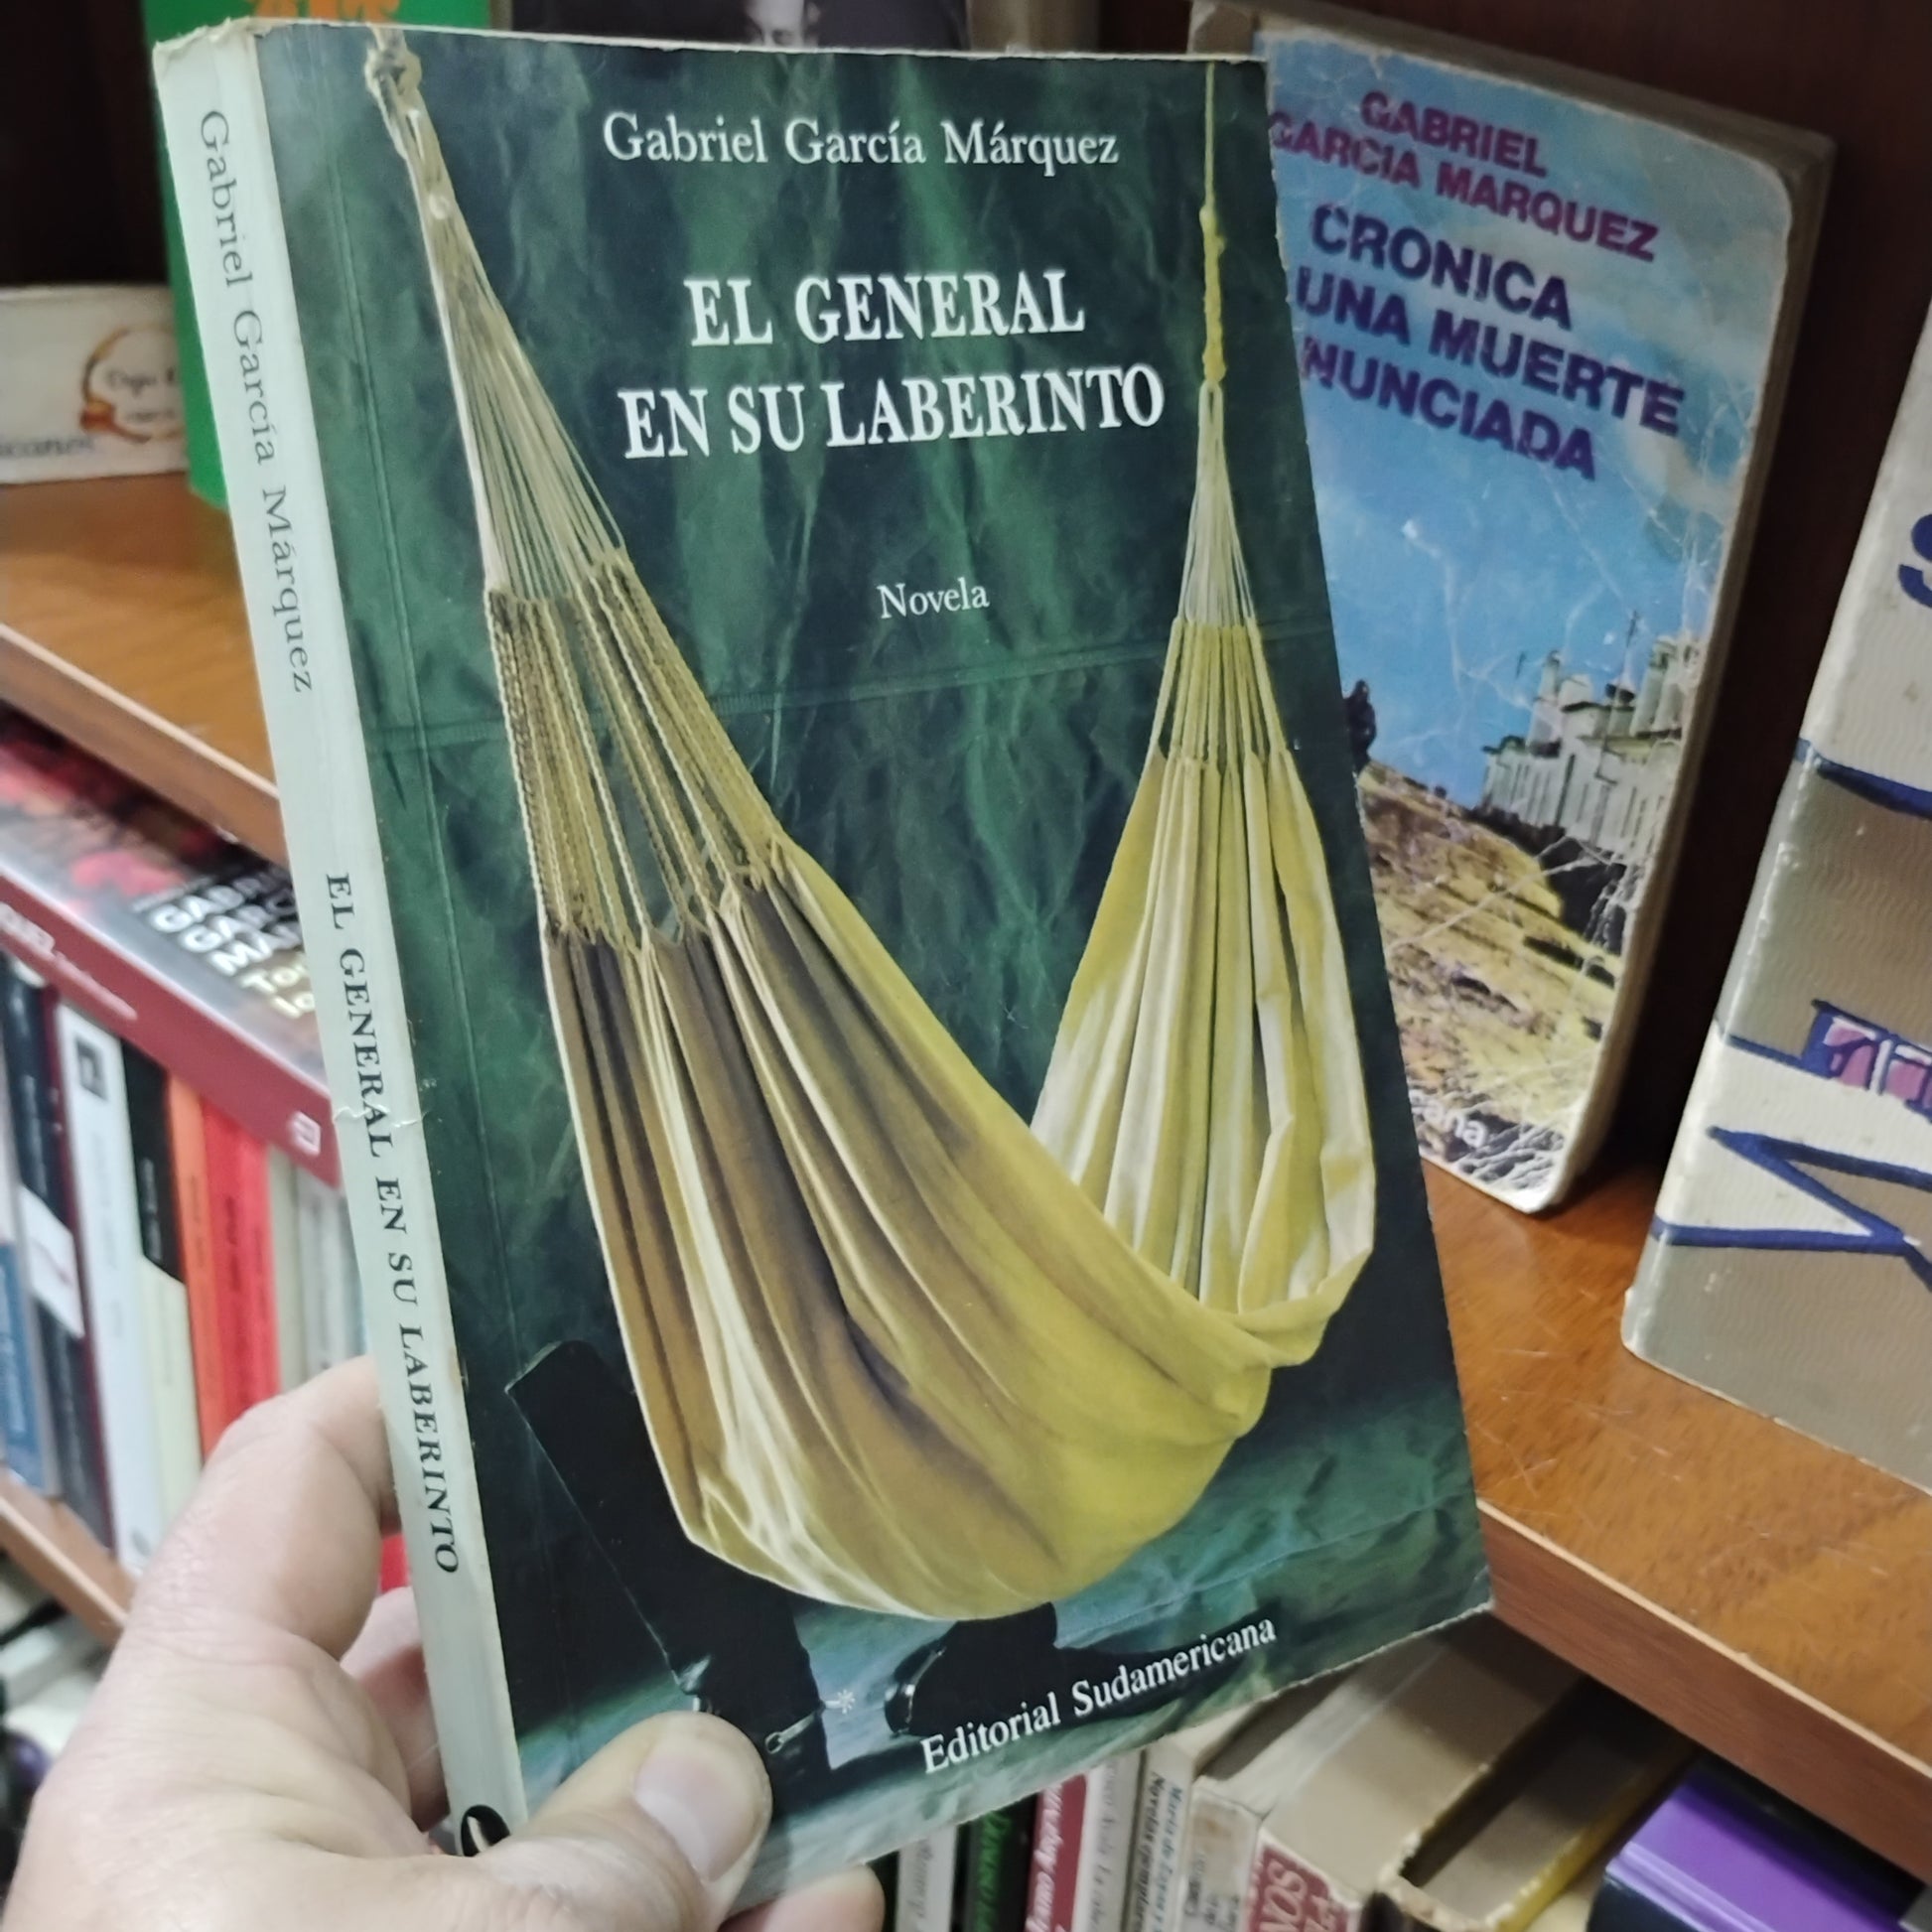 Gabriel García Márquez
EL GENERAL
EN SU LABERINTO
Novela
Editorial Sudamericana
Gabriel García Márquez
EL GENERAL EN SU LABERINTO
GABRIEL
GARCIA MARQUEZ
CRONICA
UNA MUERTE
NUNCIADA